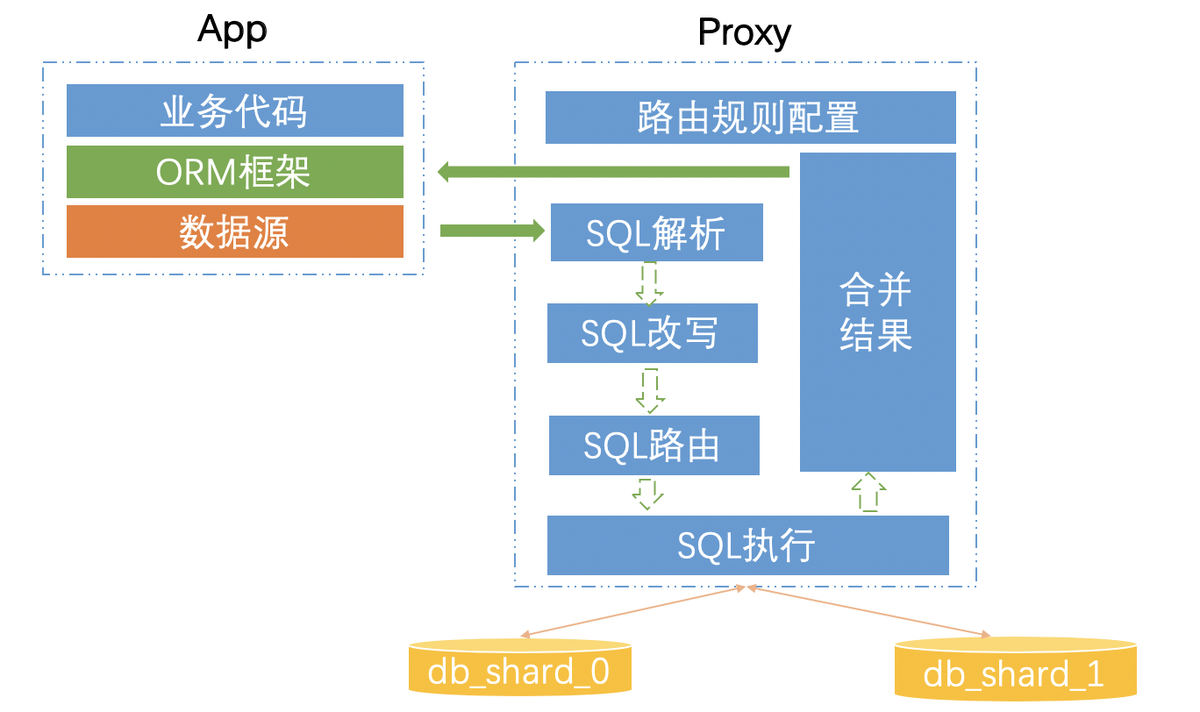 App
Proxy
业务代码
ORM框架
数据源
路由规则配置
SQL解析
SQL改写
SQL路由
合并
结果
SQL执行
db_shard_0
db_shard_1